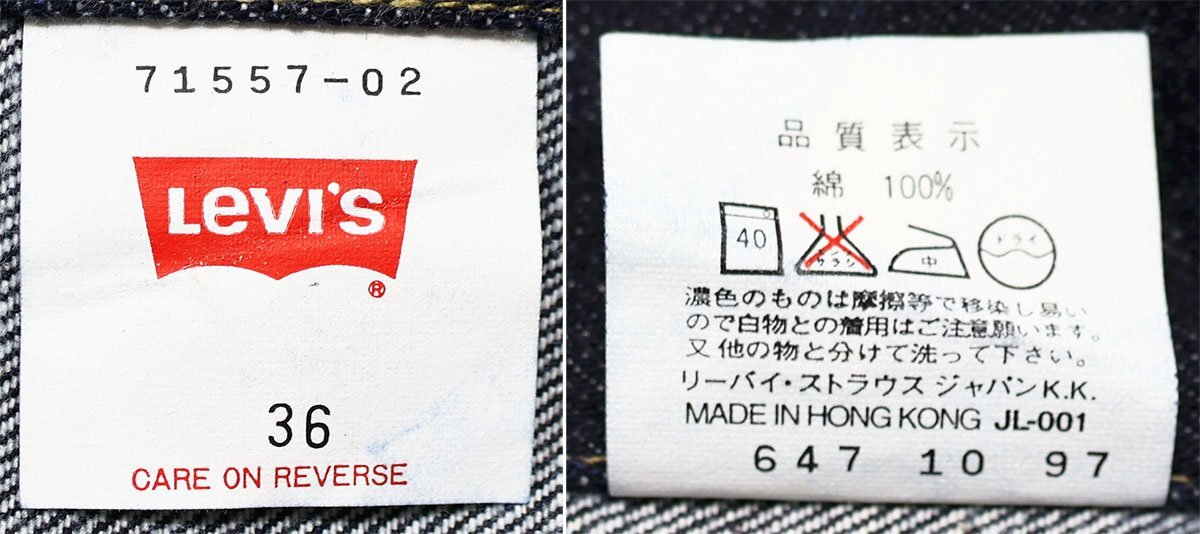 71557-02
Levi's
®
36
CARE ON REVERSE
品質表示
綿 100%
40
中
ドライ
濃色のものは摩擦等で移染し易い
ので白物との着用はご注意願います。
又他の物と分けて洗って下さい。
リーバイ・ストラウス ジャパンK.K.
MADE IN HONG KONG JL-001
647 10 97